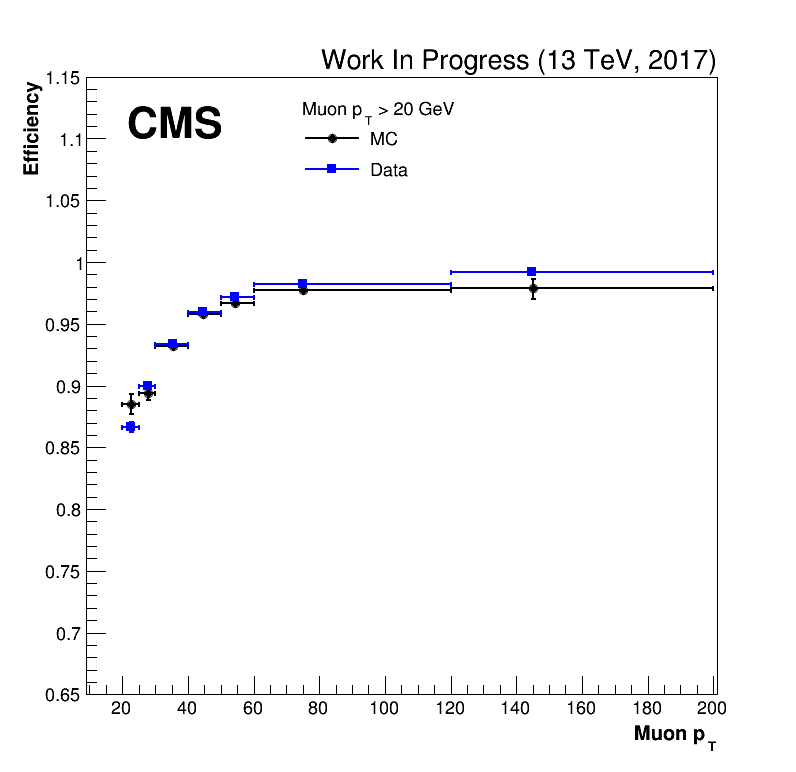 Work In Progress (13 TeV, 2017)
CMS
Muon pT > 20 GeV
MC
Data
Efficiency
1.15
1.1
1.05
1
0.95
0.9
0.85
0.8
0.75
0.7
0.65
20 40 60 80 100 120 140 160 180 200
Muon pT